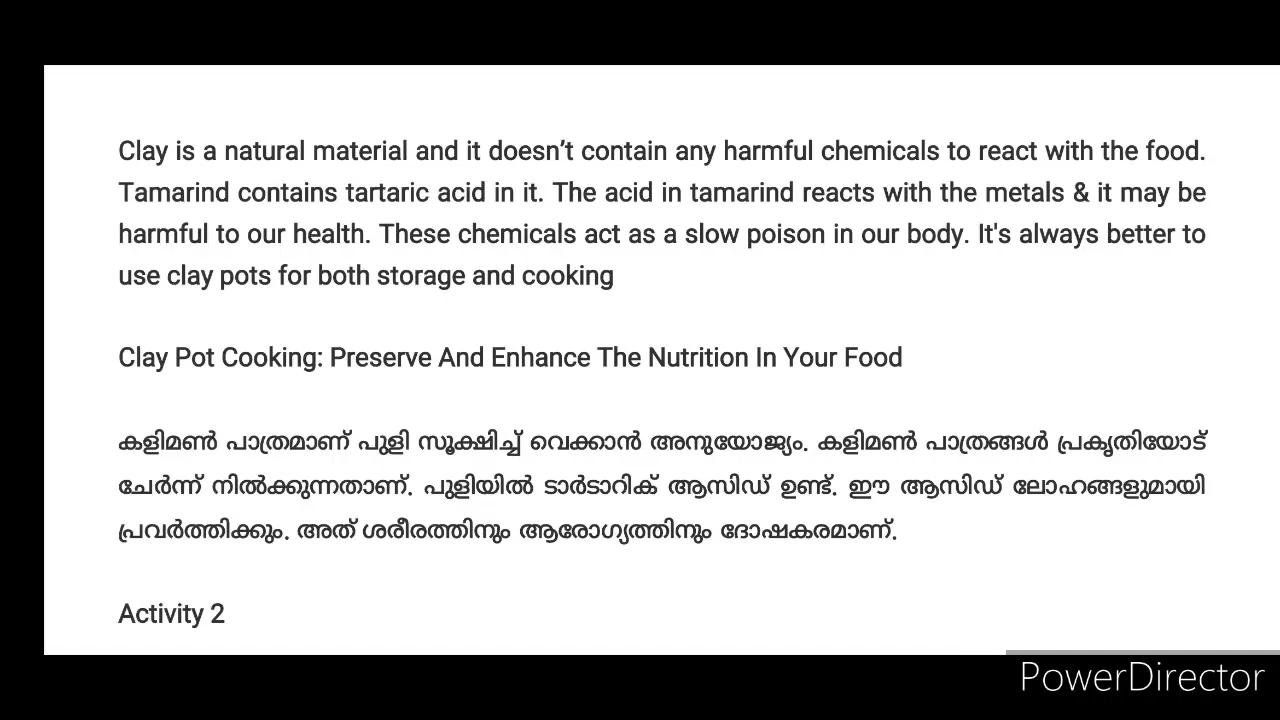 Clay is a natural material and it doesn’t contain any harmful chemicals to react with the food.
Tamarind contains tartaric acid in it. The acid in tamarind reacts with the metals & it may be
harmful to our health. These chemicals act as a slow poison in our body. It's always better to
use clay pots for both storage and cooking
Clay Pot Cooking: Preserve And Enhance The Nutrition In Your Food
കളിമൺ പാത്രമാണ് പുളി സൂക്ഷിച്ച് വെക്കാൻ അനുയോജ്യം. കളിമൺ പാത്രങ്ങൾ പ്രകൃതിയോട്
ചേർന്ന് നിൽക്കുന്നതാണ്. പുളിയിൽ ടാർടാറിക് ആസിഡ് ഉണ്ട്. ഈ ആസിഡ് ലോഹങ്ങളുമായി
പ്രവർത്തിക്കും. അത് ശരീരത്തിനും ആരോഗ്യത്തിനും ദോഷകരമാണ്.
Activity 2
PowerDirector